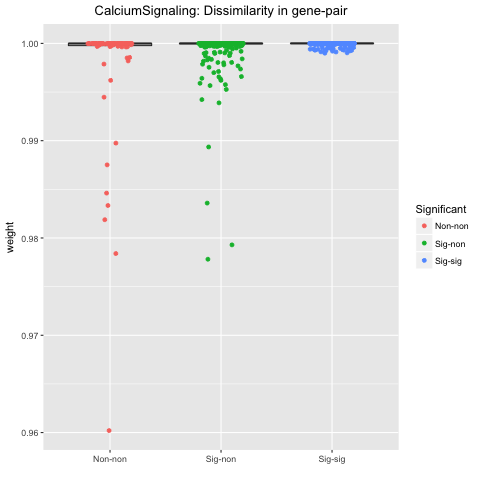 CalciumSignaling: Dissimilarity in gene-pair
1.00
0.99
0.98
0.97
0.96
weight
Non-non
Sig-non
Sig-sig
Significant
Non-non
Sig-non
Sig-sig